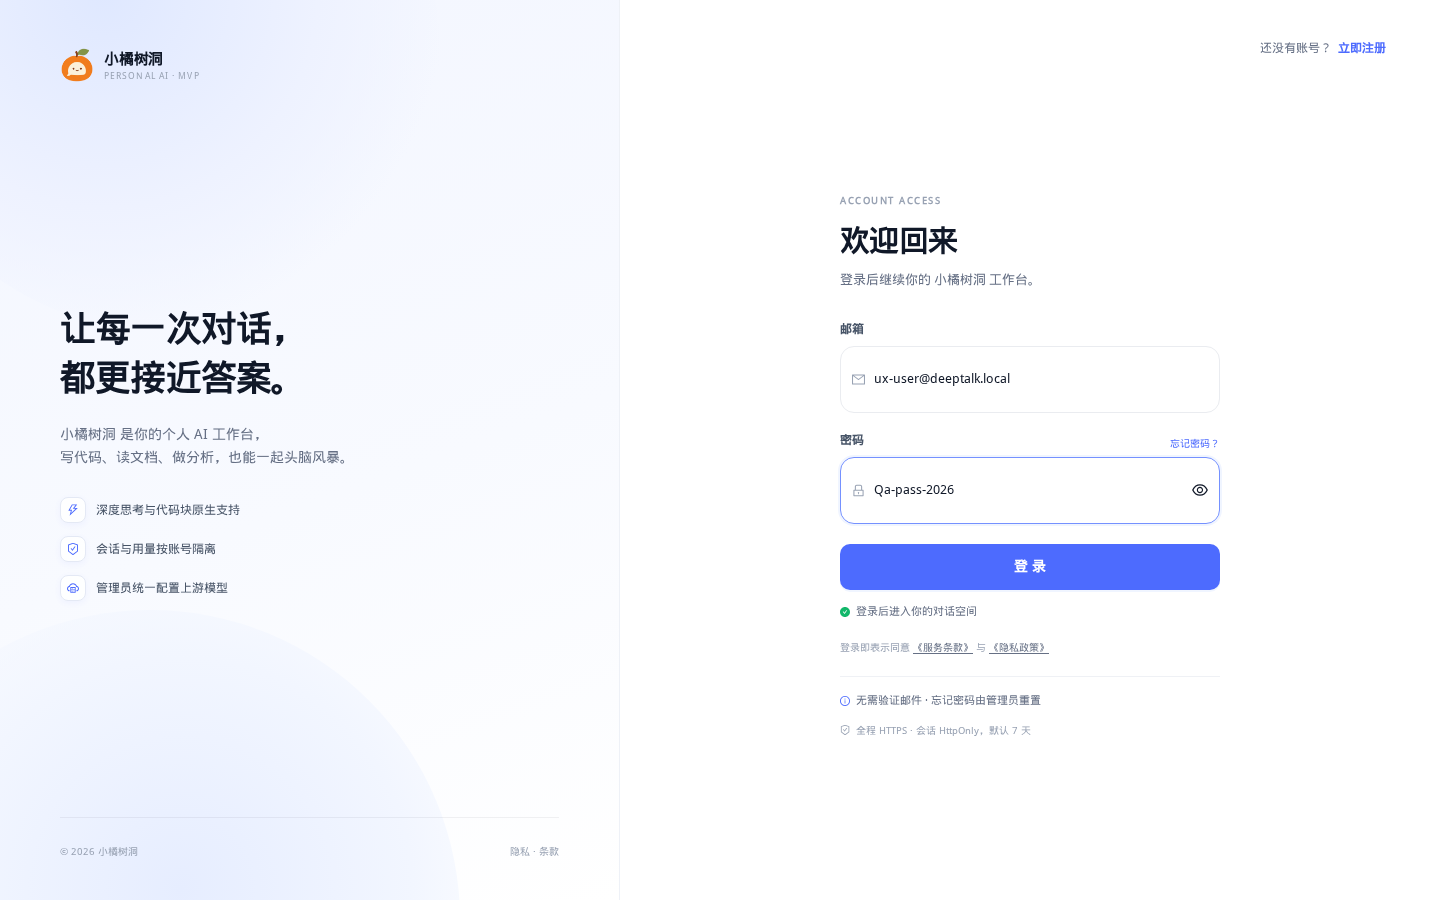 小橘树洞
PERSONAL AI · MVP
让每一次对话，
都更接近答案。
小橘树洞 是你的个人 AI 工作台，
写代码、读文档、做分析，也能一起头脑风暴。
深度思考与代码块原生支持
会话与用量按账号隔离
管理员统一配置上游模型
© 2026 小橘树洞
隐私 · 条款
还没有账号？ 立即注册
ACCOUNT ACCESS
欢迎回来
登录后继续你的 小橘树洞 工作台。
邮箱
ux-user@deeptalk.local
密码
忘记密码？
Qa-pass-2026
登 录
登录后进入你的对话空间
登录即表示同意 《服务条款》 与 《隐私政策》
无需验证邮件 · 忘记密码由管理员重置
全程 HTTPS · 会话 HttpOnly，默认 7 天